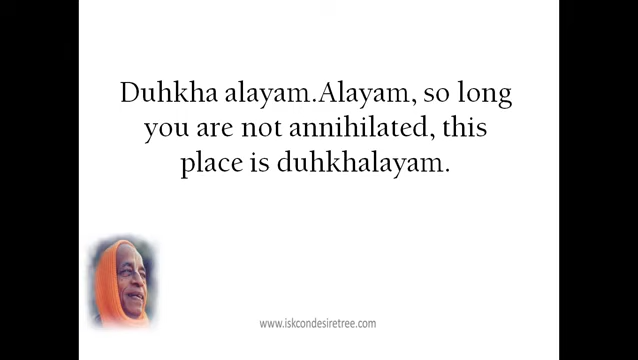 Duhkha alayam.Alayam, so long
you are not annihilated, this
place is duhkhalayam.
www.iskcondesiretree.com